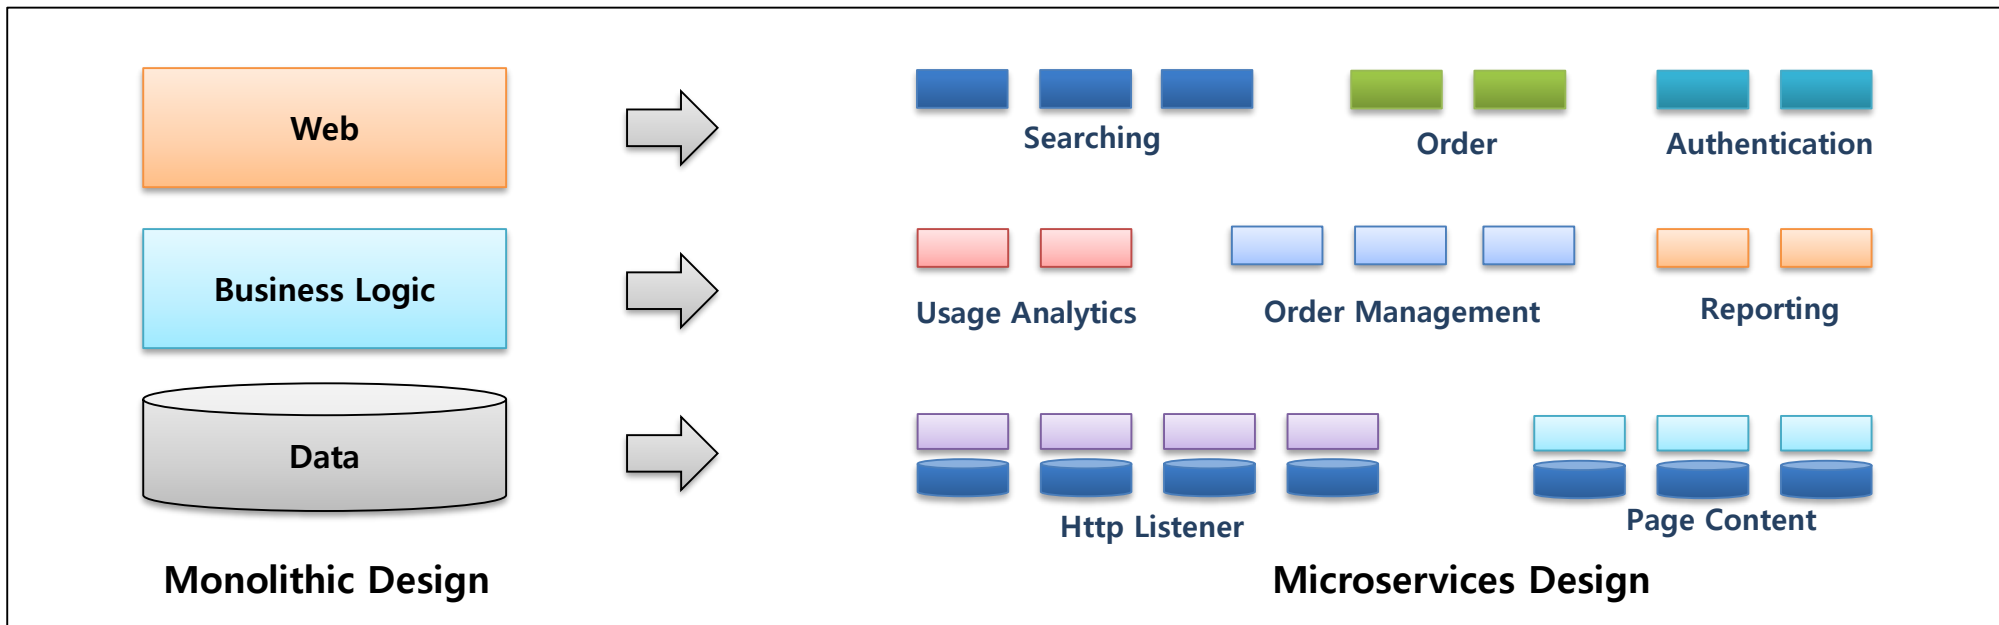 Web
Searching
Order
Authentication
Business Logic
Usage Analytics
Order Management
Reporting
Data
Http Listener
Page Content
Monolithic Design
Microservices Design